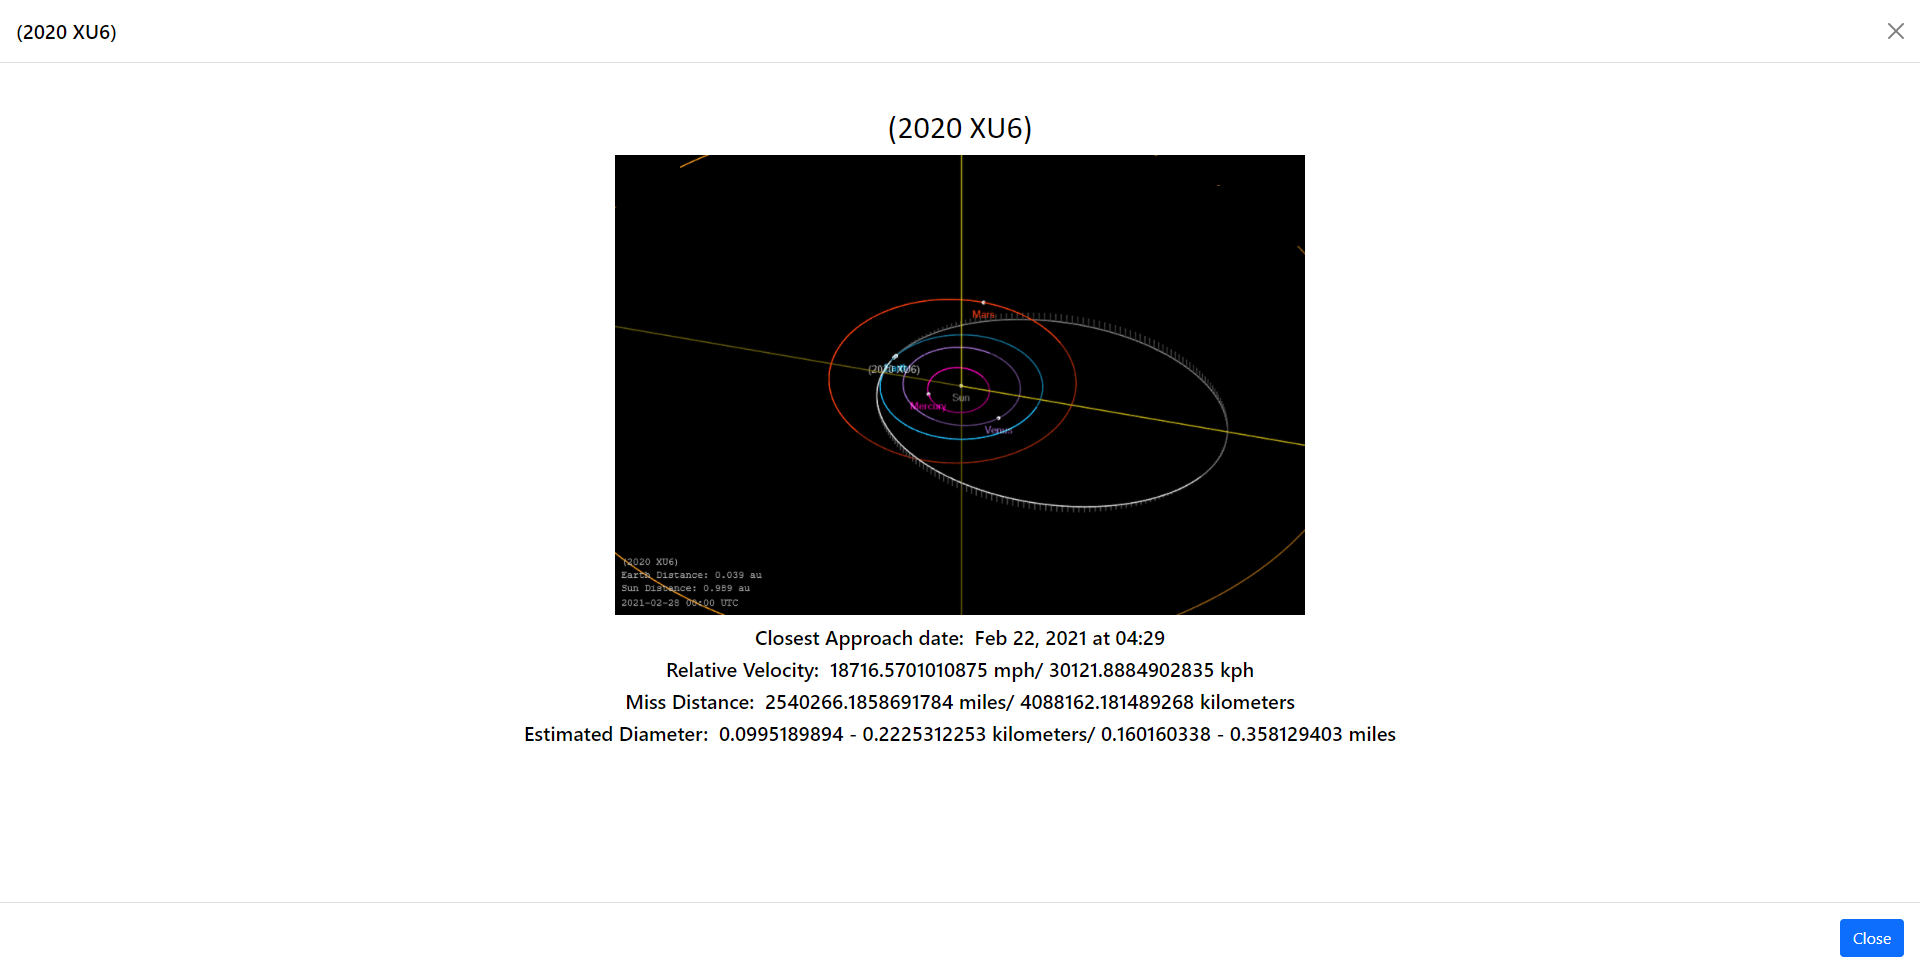 (2020 XU6)
(2020 XU6)
Mars
(2020 XU6)
Sun
Mercury
Venus
(2020 XU6)
Earth Distance: 0.039 au
Sun Distance: 0.989 au
2021-02-28 00:00 UTC
Closest Approach date: Feb 22, 2021 at 04:29
Relative Velocity: 18716.5701010875 mph/ 30121.8884902835 kph
Miss Distance: 2540266.1858691784 miles/ 4088162.181489268 kilometers
Estimated Diameter: 0.0995189894 - 0.2225312253 kilometers/ 0.160160338 - 0.358129403 miles
Close